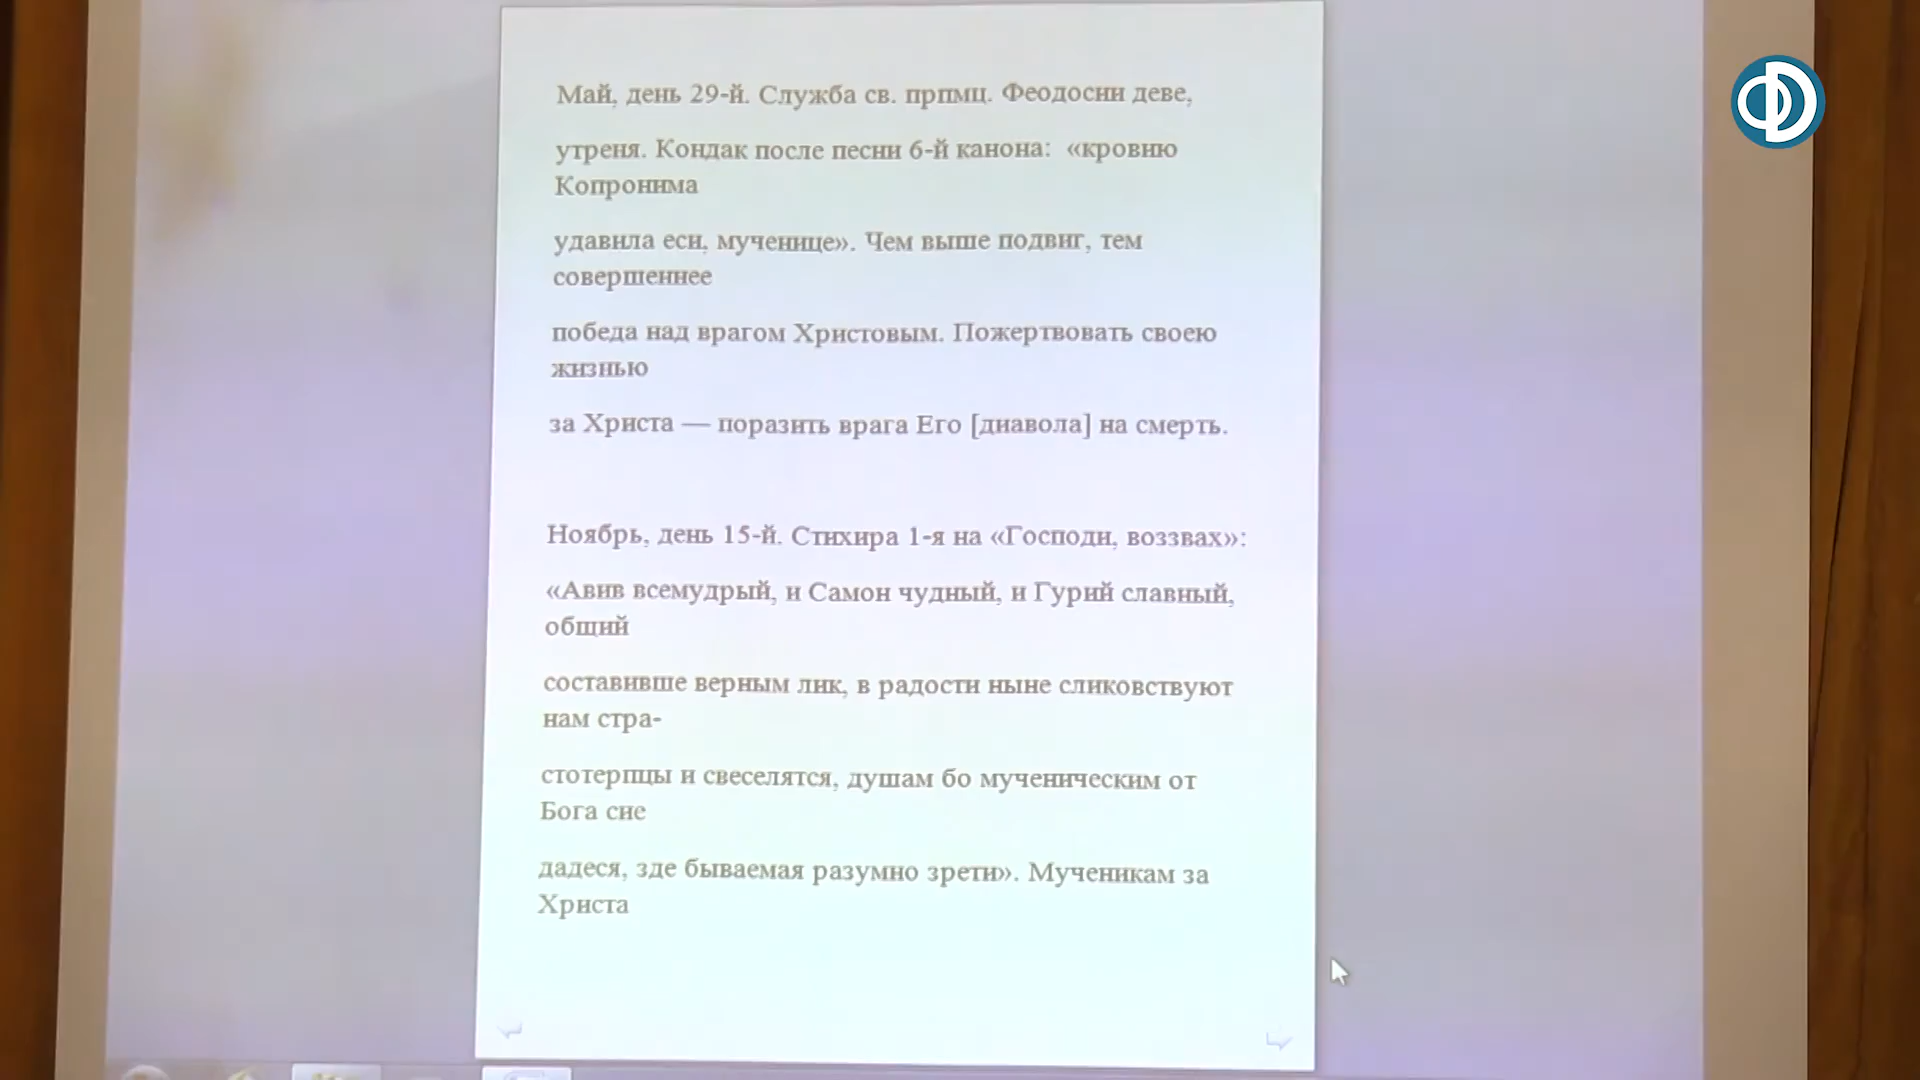 Май, день 29-й. Служба св. прпмц. Феодосии деве,
утреня. Кондак после песни 6-й канона: «кровию
Копронима
удавила еси, мученице». Чем выше подвиг, тем
совершеннее
победа над врагом Христовым. Пожертвовать своею
жизнью
за Христа — поразить врага Его [диавола] на смерть.
Ноябрь, день 15-й. Стихира 1-я на «Господи, воззвах»:
«Авив всемудрый, и Самон чудный, и Гурий славный,
общий
составивше верным лик, в радости ныне сликовствуют
нам стра-
стотерпцы и свеселятся, душам бо мученическим от
Бога сие
дадеся, зде бываемая разумно зрети». Мученикам за
Христа